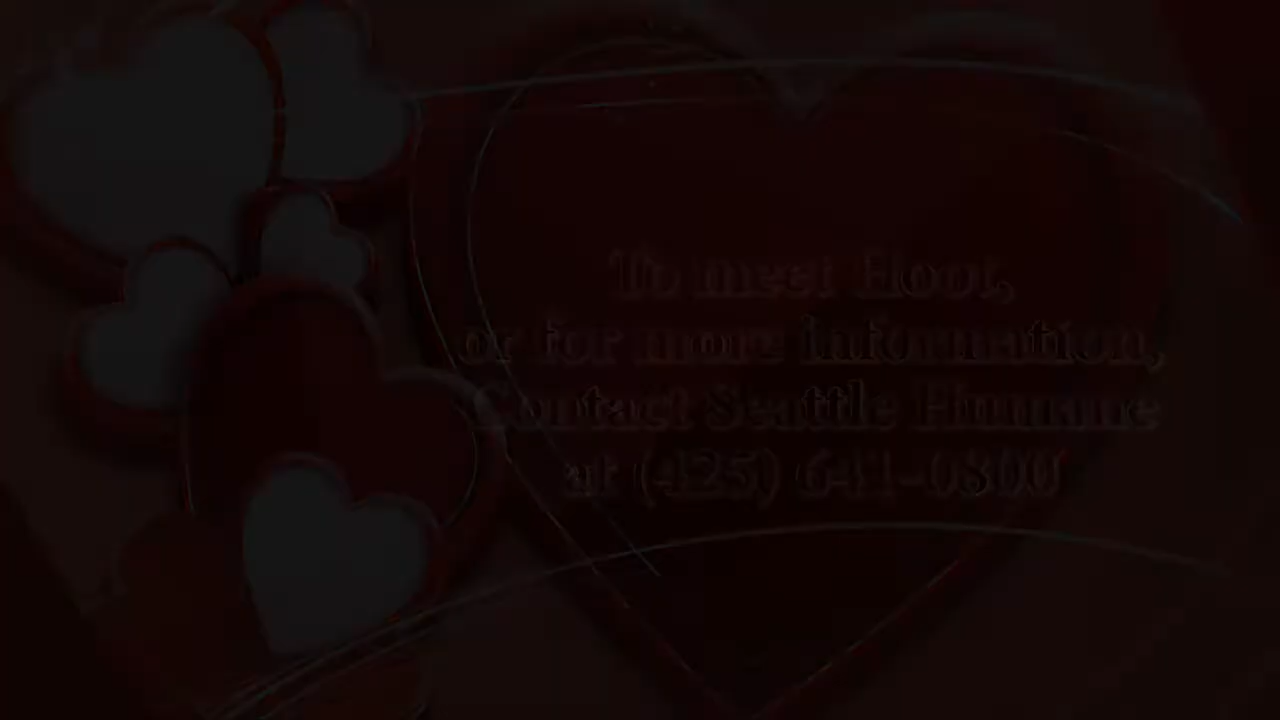 To meet Hoot,
or for more information,
Contact Seattle Humane
at (425) 641-0800